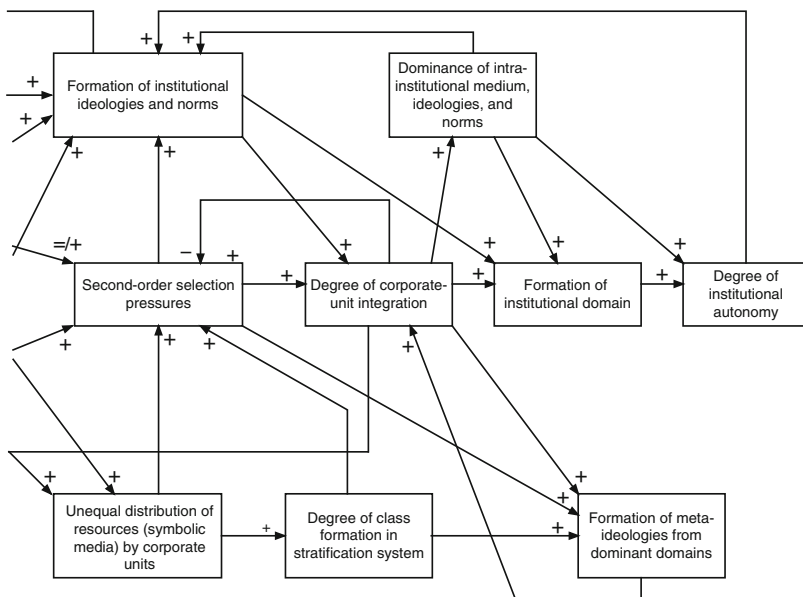 +
+
Formation of institutional
ideologies and norms
Dominance of intra-
institutional medium,
ideologies, and
norms
+
+
+
+
+
=/+
−
+
+
+
+
+
Second-order selection
pressures
+
Degree of corporate-
unit integration
+
Formation of
institutional domain
+
Degree of
institutional
autonomy
+
+
+
+
+
+
+
+
Unequal distribution of
resources (symbolic
media) by corporate
units
+
Degree of class
formation in
stratification system
+
Formation of meta-
ideologies from
dominant domains